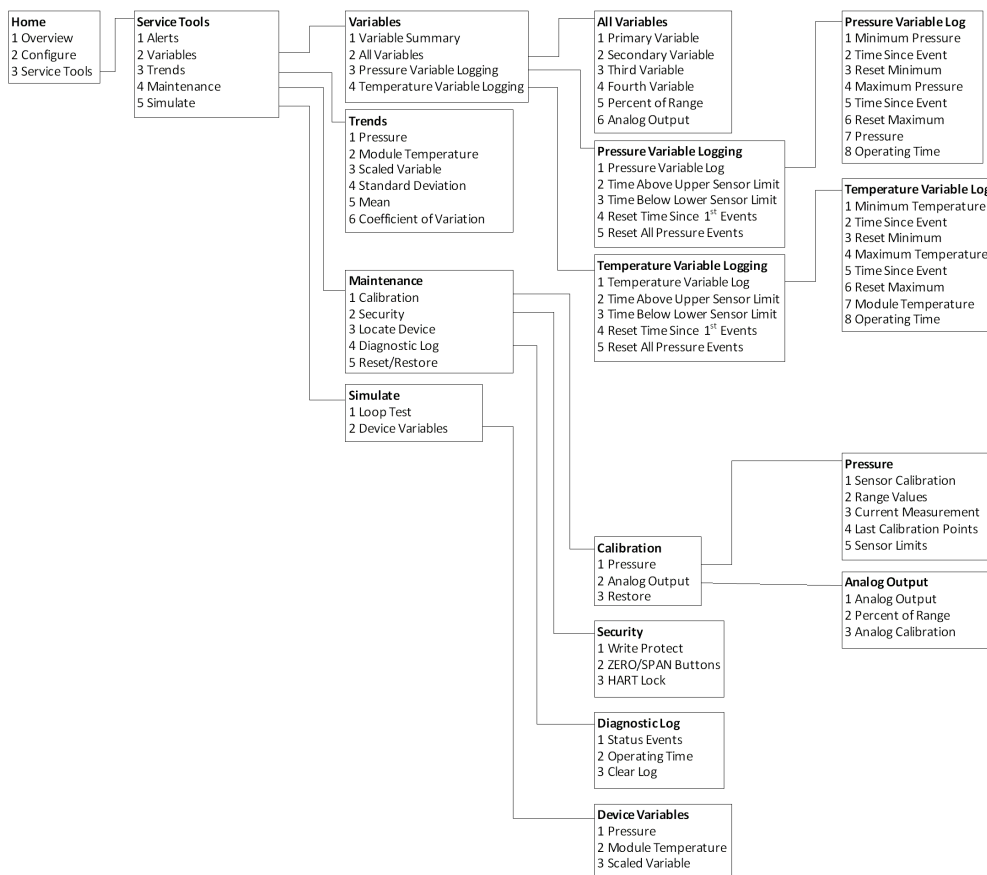 Home
1 Overview
2 Configure
3 Service Tools
Service Tools
1 Alerts
2 Variables
3 Trends
4 Maintenance
5 Simulate
Variables
1 Variable Summary
2 All Variables
3 Pressure Variable Logging
4 Temperature Variable Logging
Trends
1 Pressure
2 Module Temperature
3 Scaled Variable
4 Standard Deviation
5 Mean
6 Coefficient of Variation
Maintenance
1 Calibration
2 Security
3 Locate Device
4 Diagnostic Log
5 Reset/Restore
Simulate
1 Loop Test
2 Device Variables
All Variables
1 Primary Variable
2 Secondary Variable
3 Third Variable
4 Fourth Variable
5 Percent of Range
6 Analog Output
Pressure Variable Logging
1 Pressure Variable Log
2 Time Above Upper Sensor Limit
3 Time Below Lower Sensor Limit
4 Reset Time Since 1st Events
5 Reset All Pressure Events
Temperature Variable Logging
1 Temperature Variable Log
2 Time Above Upper Sensor Limit
3 Time Below Lower Sensor Limit
4 Reset Time Since 1st Events
5 Reset All Pressure Events
Calibration
1 Pressure
2 Analog Output
3 Restore
Security
1 Write Protect
2 ZERO/SPAN Buttons
3 HART Lock
Diagnostic Log
1 Status Events
2 Operating Time
3 Clear Log
Device Variables
1 Pressure
2 Module Temperature
3 Scaled Variable
Pressure Variable Log
1 Minimum Pressure
2 Time Since Event
3 Reset Minimum
4 Maximum Pressure
5 Time Since Event
6 Reset Maximum
7 Pressure
8 Operating Time
Temperature Variable Log
1 Minimum Temperature
2 Time Since Event
3 Reset Minimum
4 Maximum Temperature
5 Time Since Event
6 Reset Maximum
7 Module Temperature
8 Operating Time
Pressure
1 Sensor Calibration
2 Range Values
3 Current Measurement
4 Last Calibration Points
5 Sensor Limits
Analog Output
1 Analog Output
2 Percent of Range
3 Analog Calibration